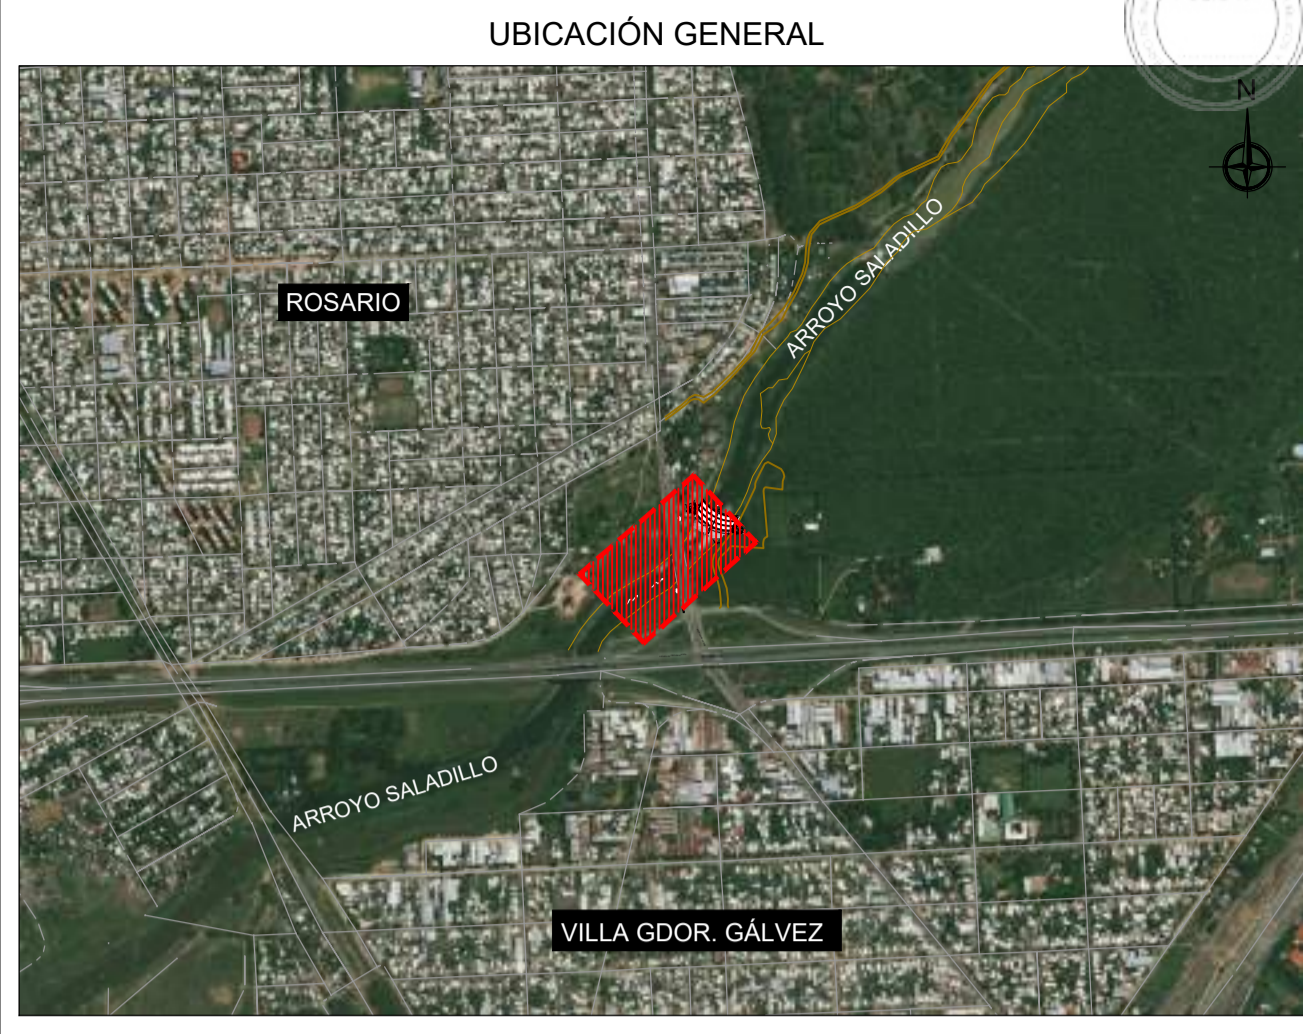 UBICACIÓN GENERAL
N
ARROYO SALADILLO
ROSARIO
ARROYO SALADILLO
VILLA GDOR. GÁLVEZ